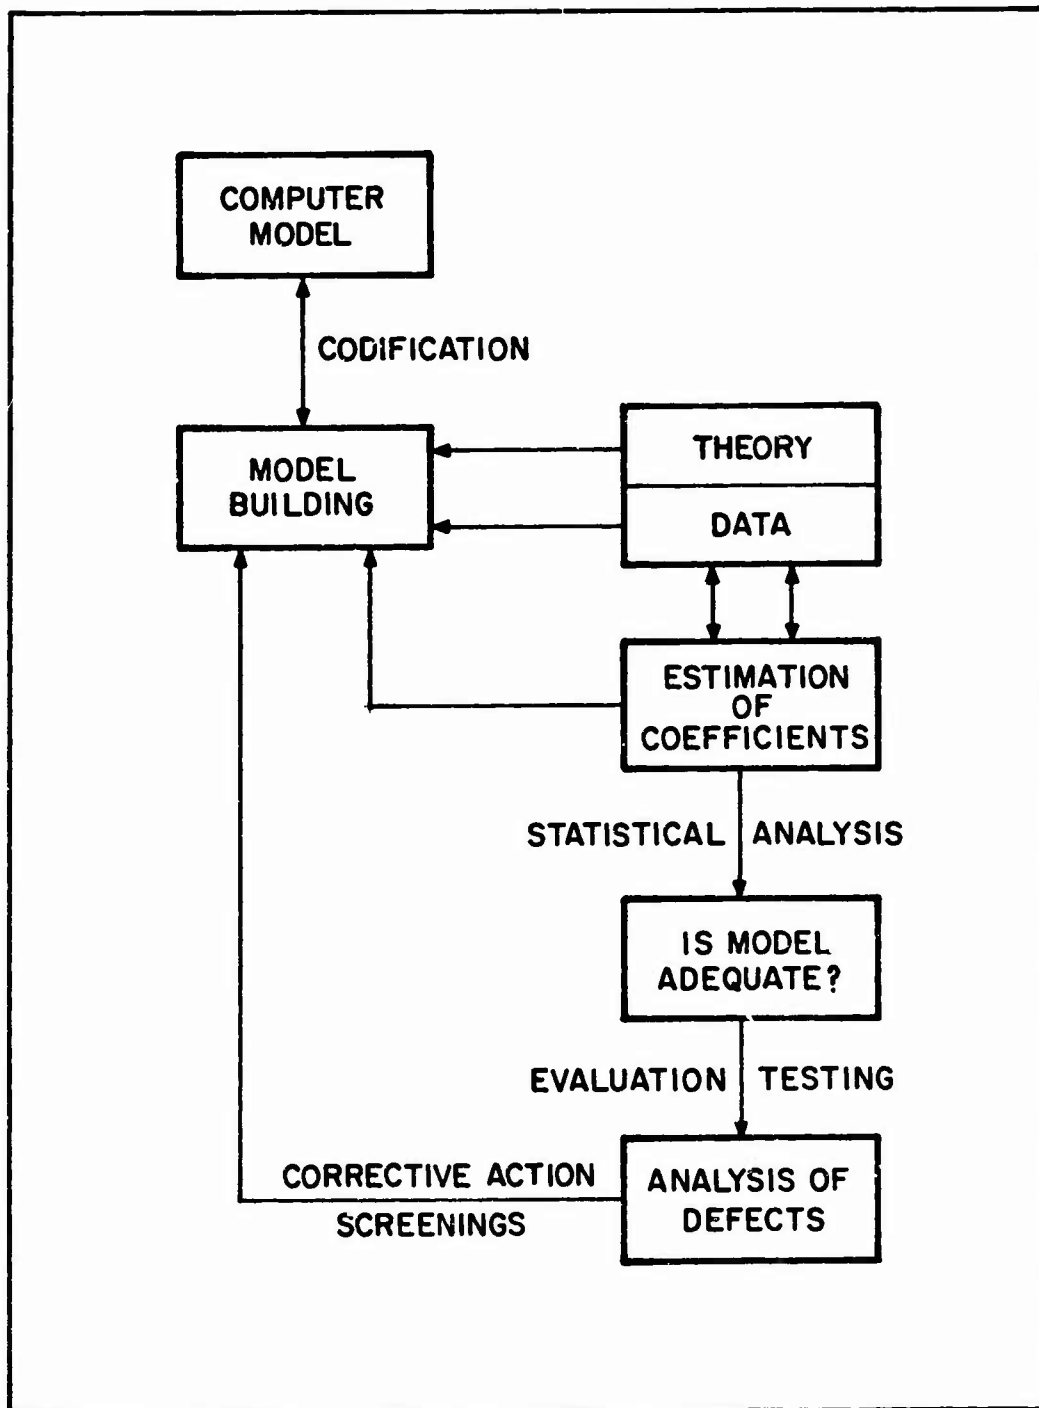 COMPUTER
MODEL
CODIFICATION
MODEL
BUILDING
THEORY
DATA
ESTIMATION
OF
COEFFICIENTS
STATISTICAL ANALYSIS
IS MODEL
ADEQUATE?
EVALUATION TESTING
CORRECTIVE ACTION
SCREENINGS
ANALYSIS OF
DEFECTS